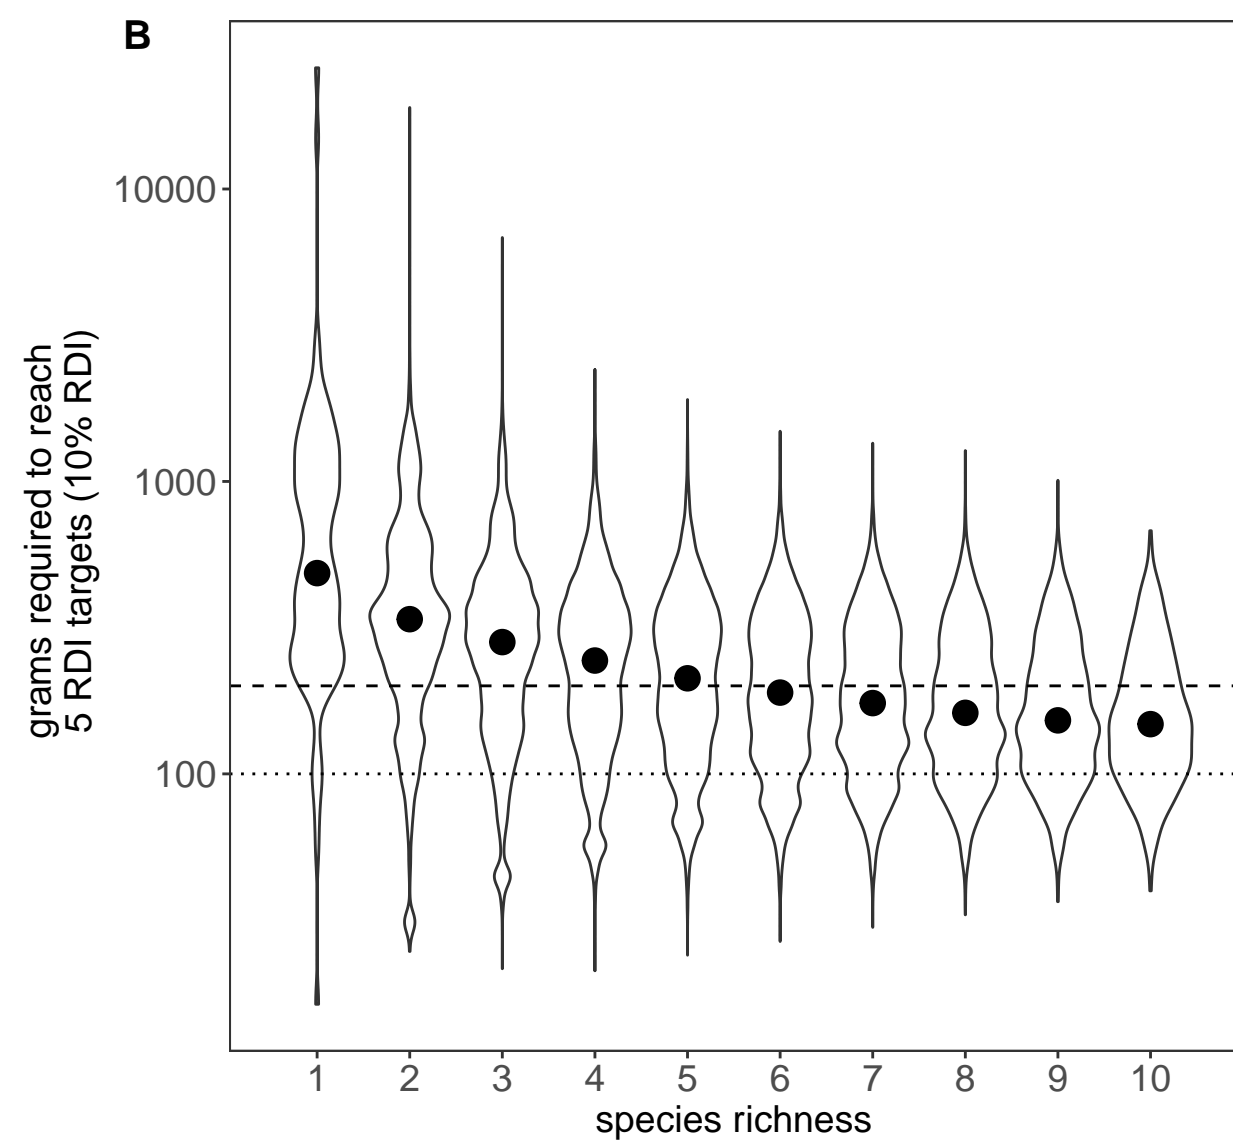 B
grams required to reach
5 RDI targets (10% RDI)
10000
1000
100
1 2 3 4 5 6 7 8 9 10
species richness